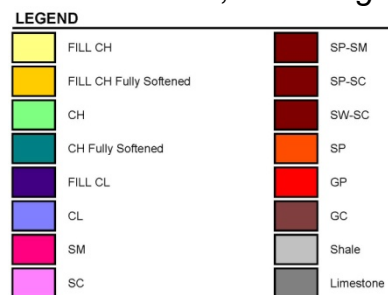 LEGEND
FILL CH
FILL CH Fully Softened
CH
CH Fully Softened
FILL CL
CL
SM
SC
SP-SM
SP-SC
SW-SC
SP
GP
GC
Shale
Limestone